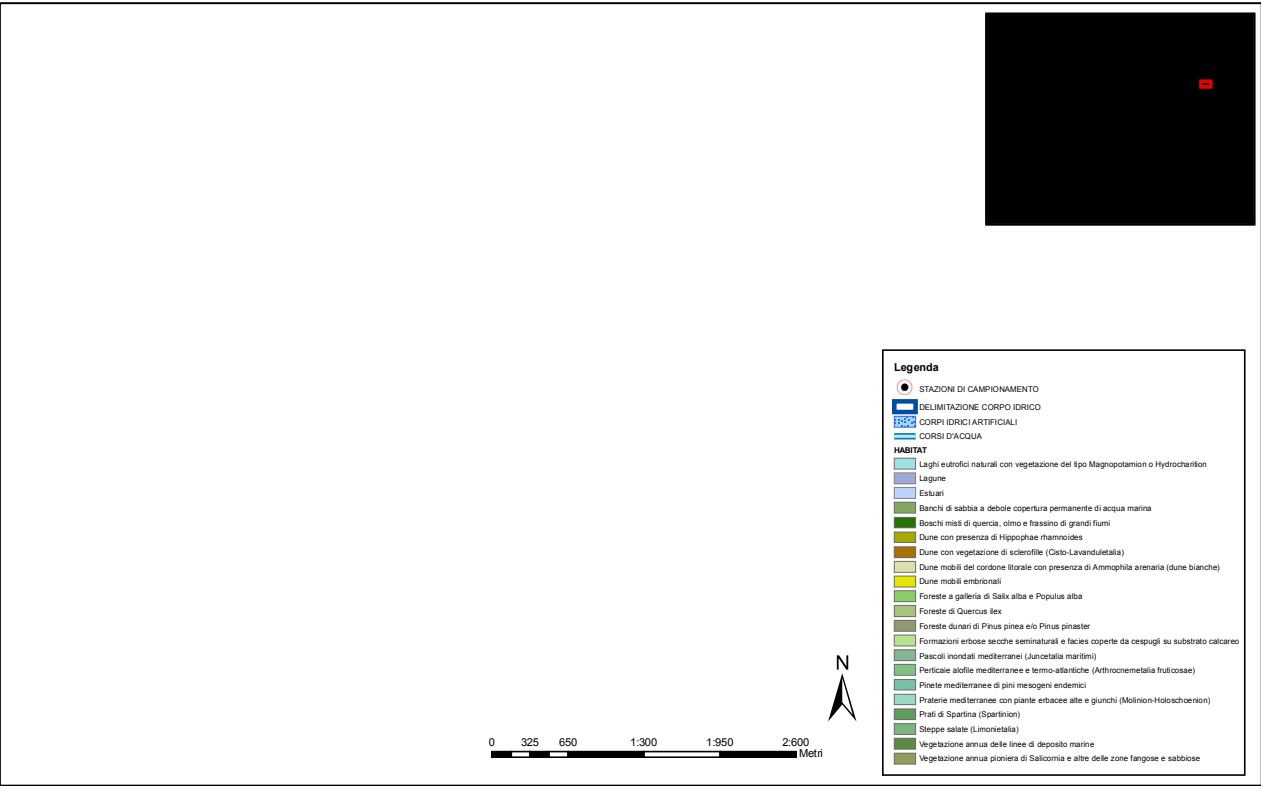 Legenda
STAZIONI DI CAMPIONAMENTO
DELIMITAZIONE CORPO IDRICO
CORPI IDRICI ARTIFICIALI
CORSI D'ACQUA
HABITAT
Laghi eutrofici naturali con vegetazione del tipo Magnopotamion o Hydrocharition
Lagune
Estuari
Banchi di sabbia a debole copertura permanente di acqua marina
Boschi misti di quercia, olmo e frassino di grandi fiumi
Dune con presenza di Hippophae rhamnoides
Dune con vegetazione di sclerofille (Cisto-Lavanduletalia)
Dune mobili del cordone litorale con presenza di Ammophila arenaria (dune bianche)
Dune mobili embrionali
Foreste a galleria di Salix alba e Populus alba
Foreste di Quercus ilex
Foreste dunari di Pinus pinea e/o Pinus pinaster
Formazioni erbose secche seminaturali e facies coperte da cespugli su substrato calcareo
Pascoli inondati mediterranei (Juncetalia maritimi)
Perticaie alofile mediterranee e termo-atlantiche (Arthrocnemetalia fruticosae)
Pinete mediterranee di pini mesogeni endemici
Praterie mediterranee con piante erbacee alte e giunchi (Molinion-Holoschoenion)
Prati di Spartina (Spartinion)
Steppe salate (Limonietalia)
Vegetazione annua delle linee di deposito marine
Vegetazione annua pioniera di Salicornia e altre delle zone fangose e sabbiose
N
0 325 650 1:300 1:950 2:600
Metri